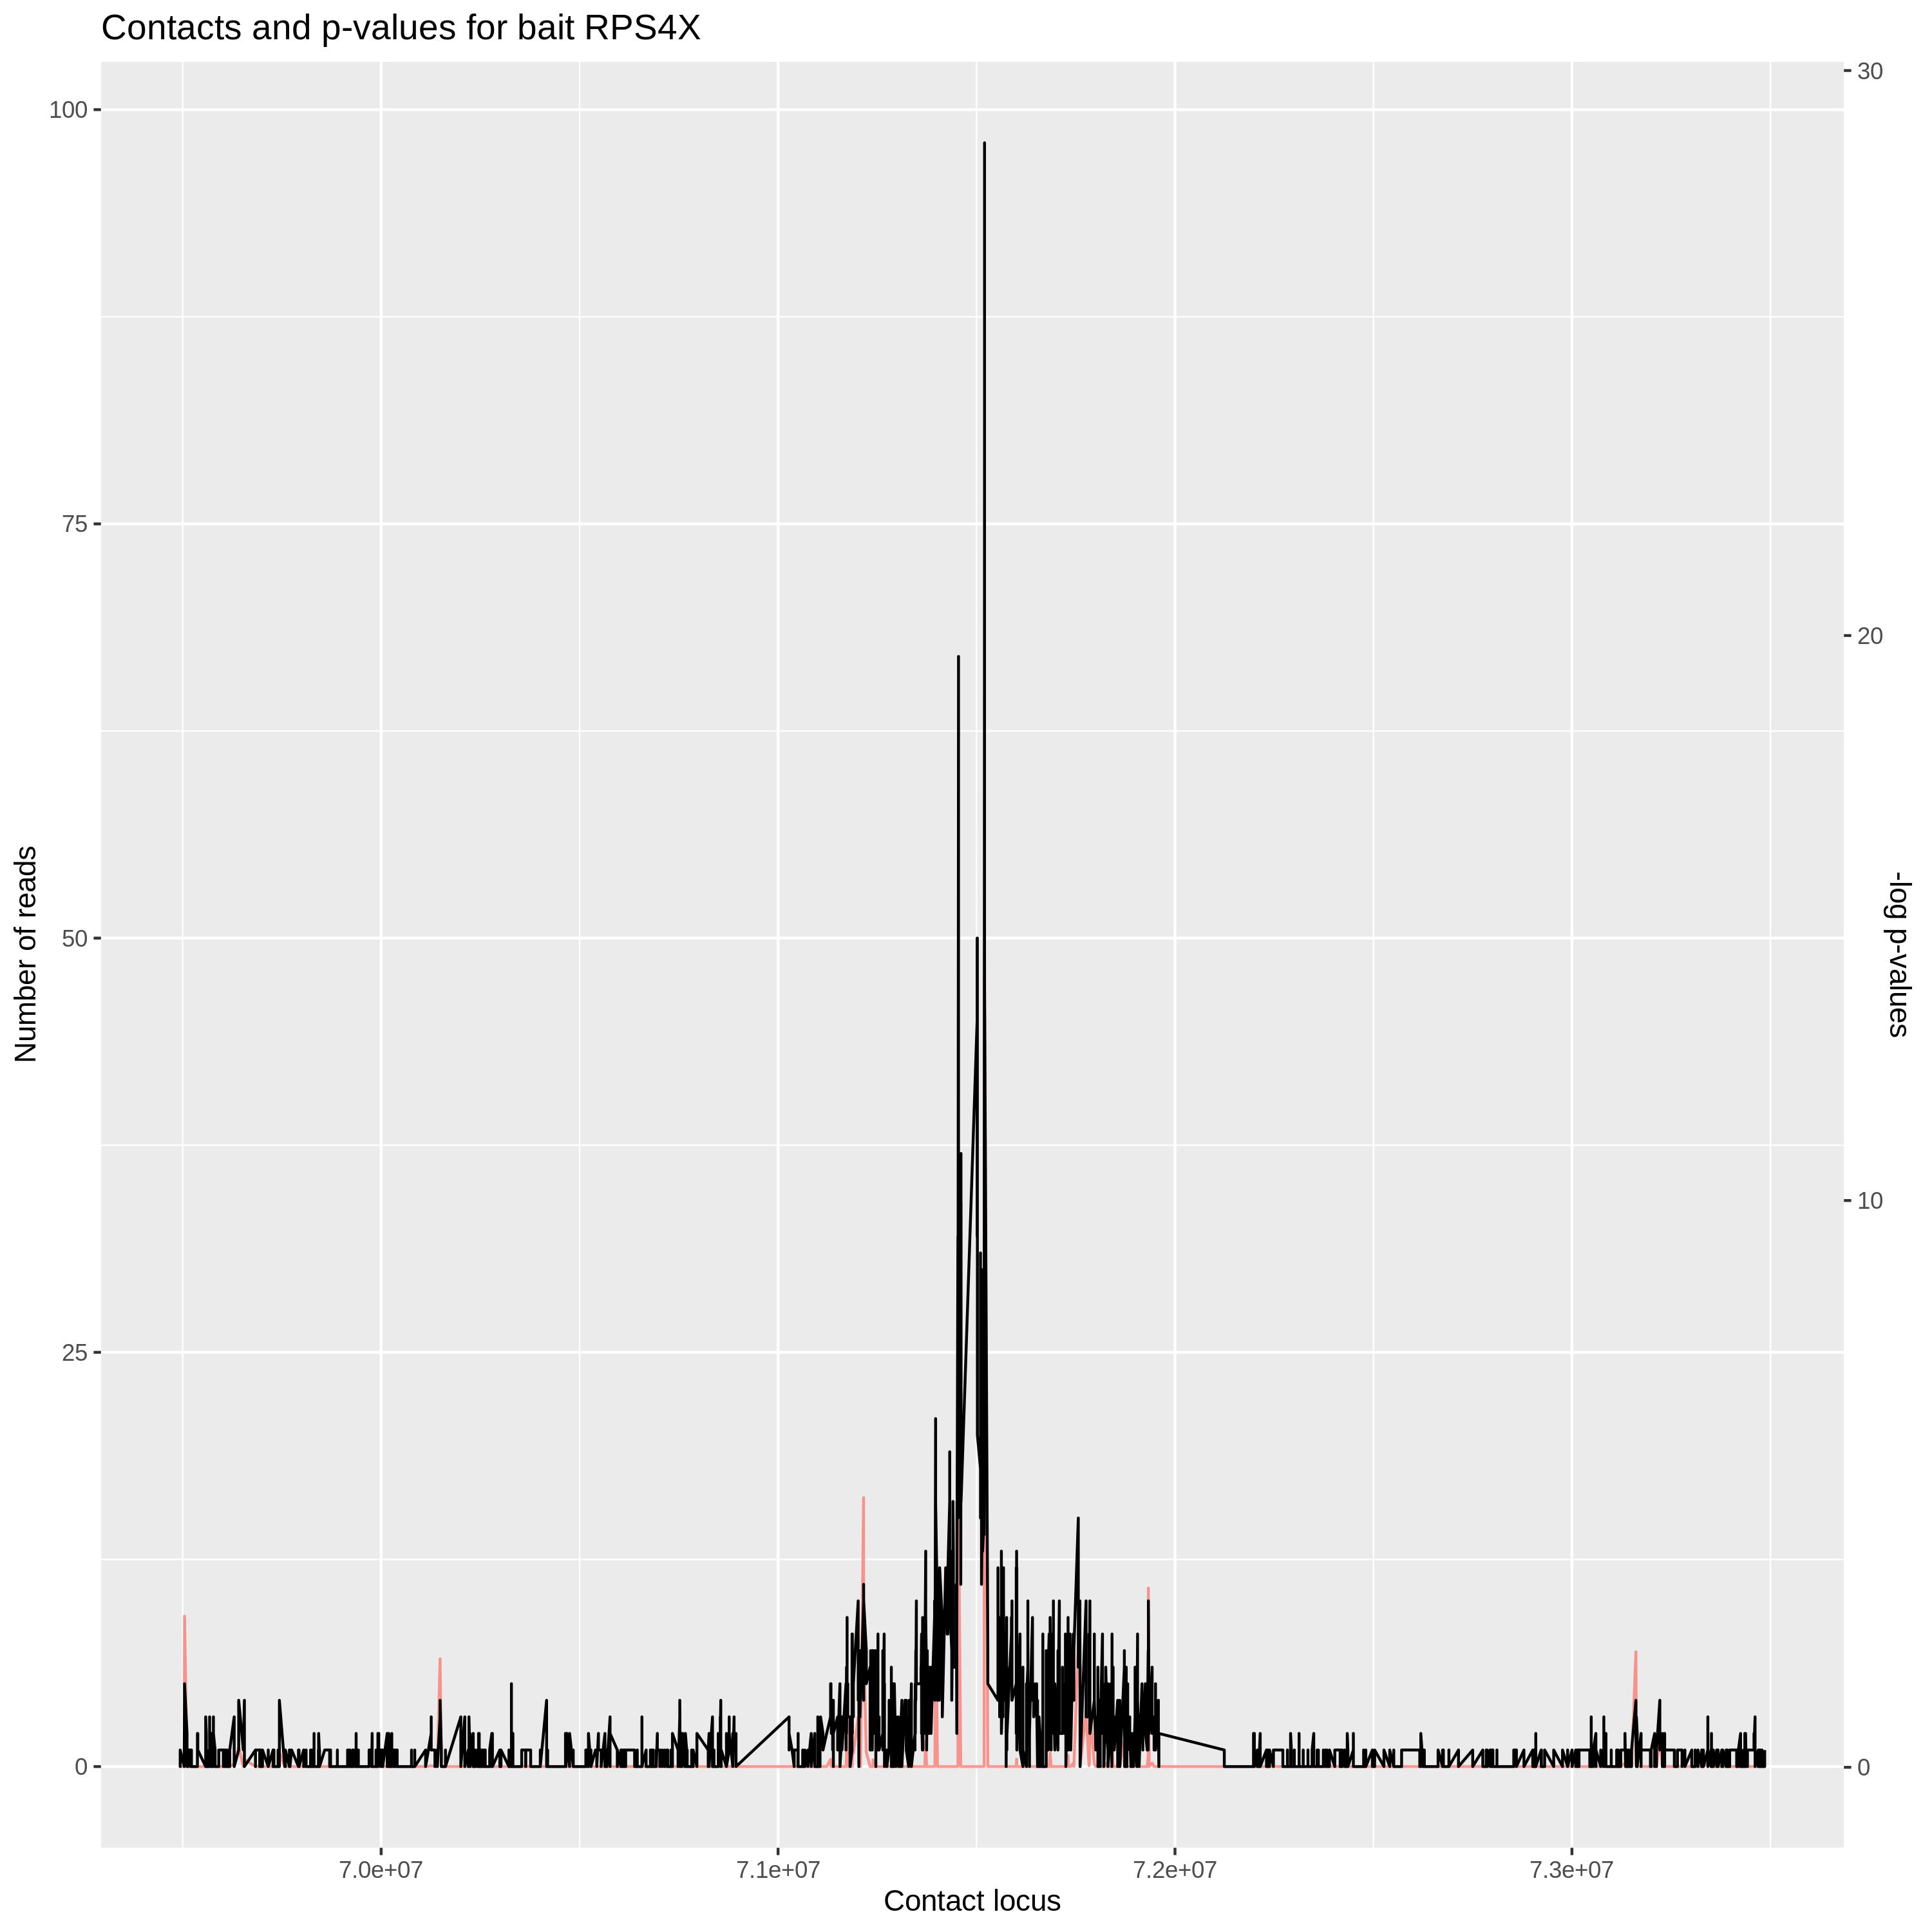 Contacts and p-values for bait RPS4X
100
75
50
25
0
Number of reads
30
20
10
0
-log p-values
7.0e+07
7.1e+07
7.2e+07
7.3e+07
Contact locus